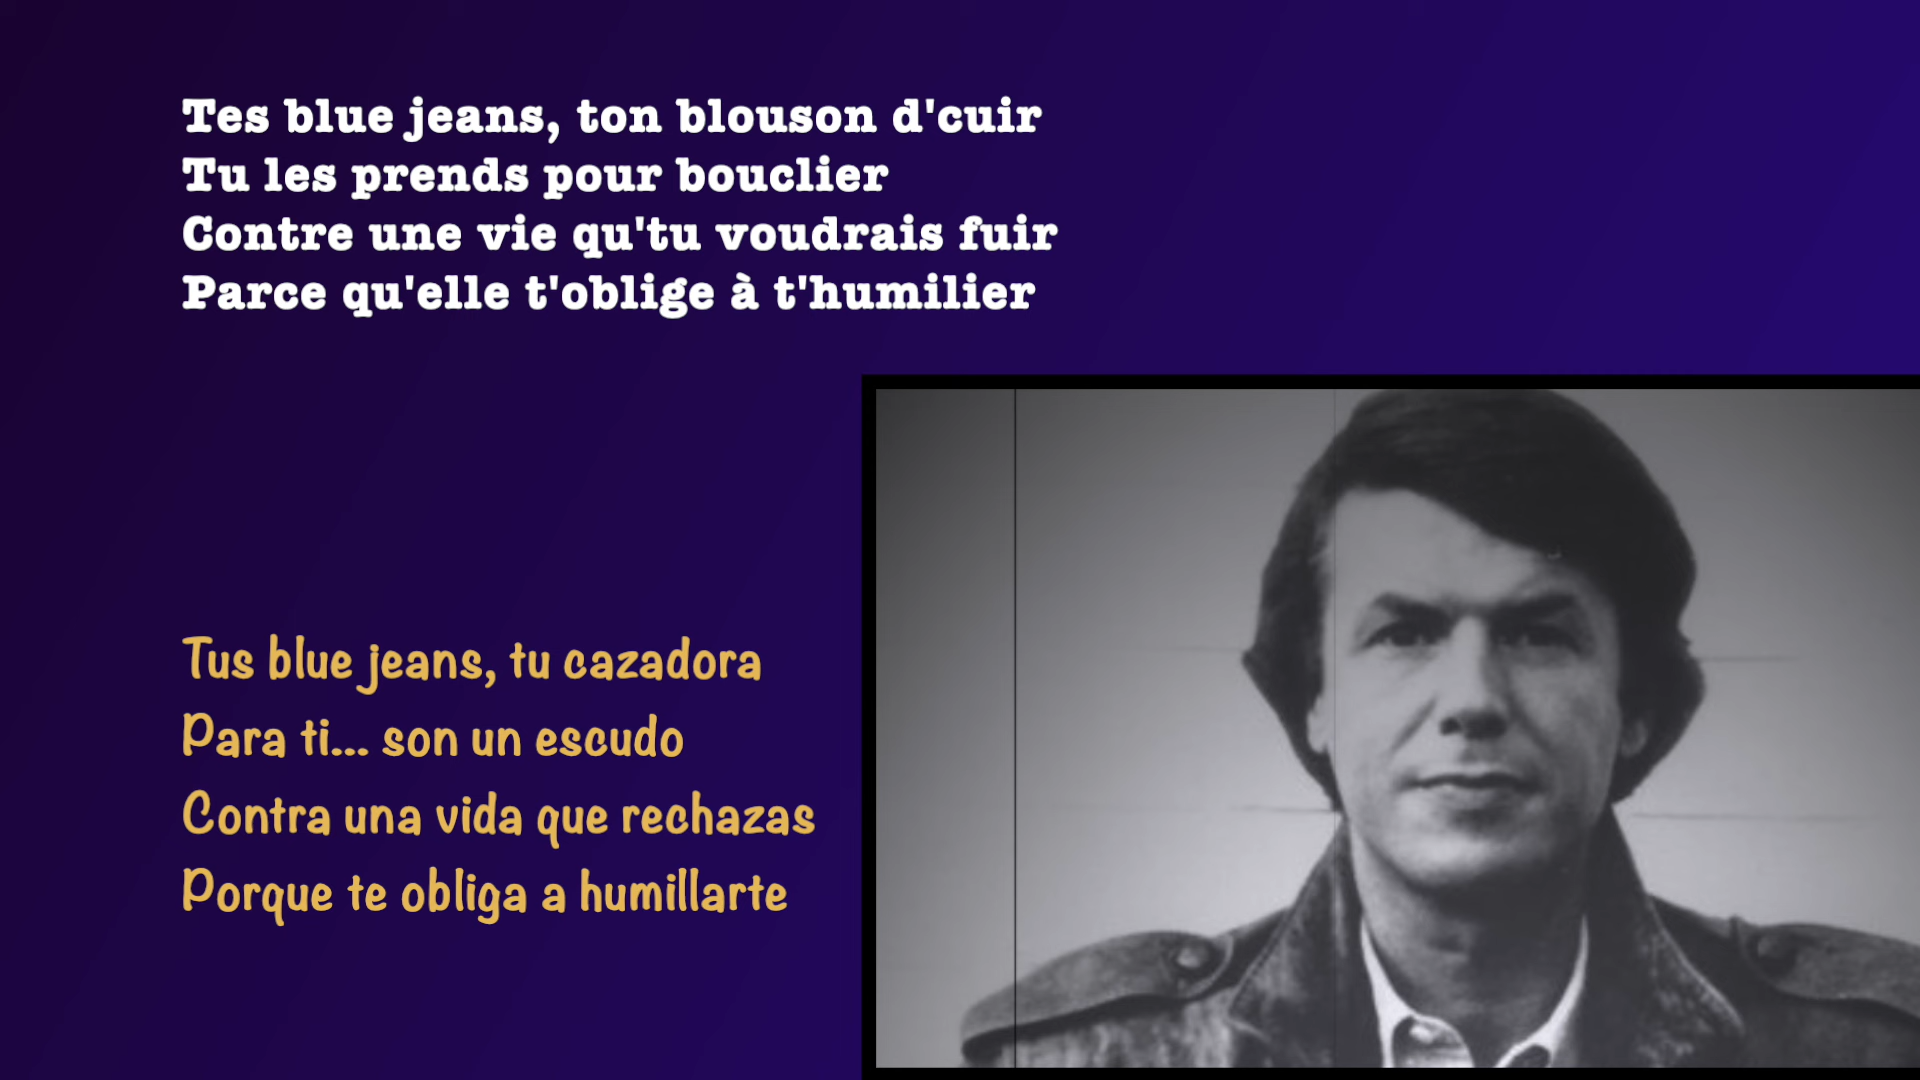 Tes blue jeans, ton blouson d'cuir
Tu les prends pour bouclier
Contre une vie qu'tu voudrais fuir
Parce qu'elle t'oblige à t'humilier
Tus blue jeans, tu cazadora
Para ti... son un escudo
Contra una vida que rechazas
Porque te obliga a humillarte